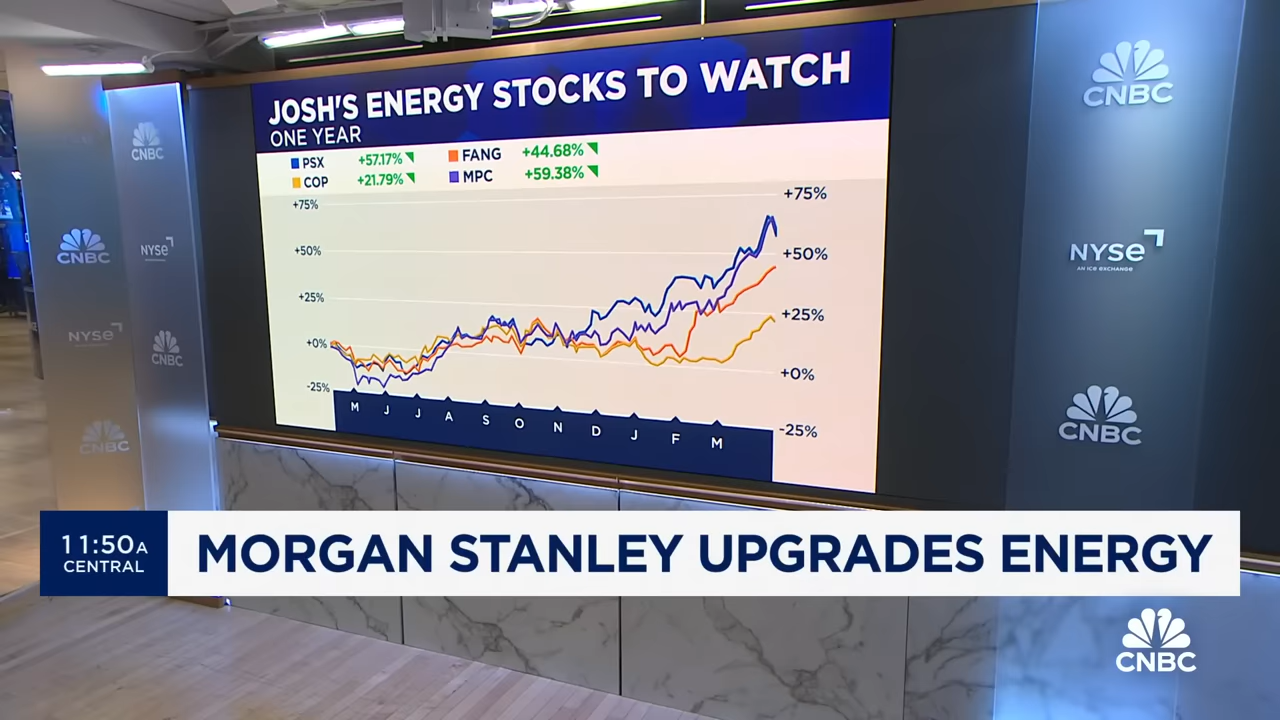 JOSH'S ENERGY STOCKS TO WATCH
ONE YEAR
PSX +57.17%
FANG +44.68%
COP +21.79%
MPC +59.38%
+75%
+50%
+25%
+0%
-25%
+75%
+50%
+25%
+0%
-25%
M J J A S O N D J F M
CNBC
CNBC
NYSE
NYSE
CNBC
CNBC
CNBC
NYSE
AN ICE EXCHANGE
CNBC
11:50A
CENTRAL
MORGAN STANLEY UPGRADES ENERGY
CNBC